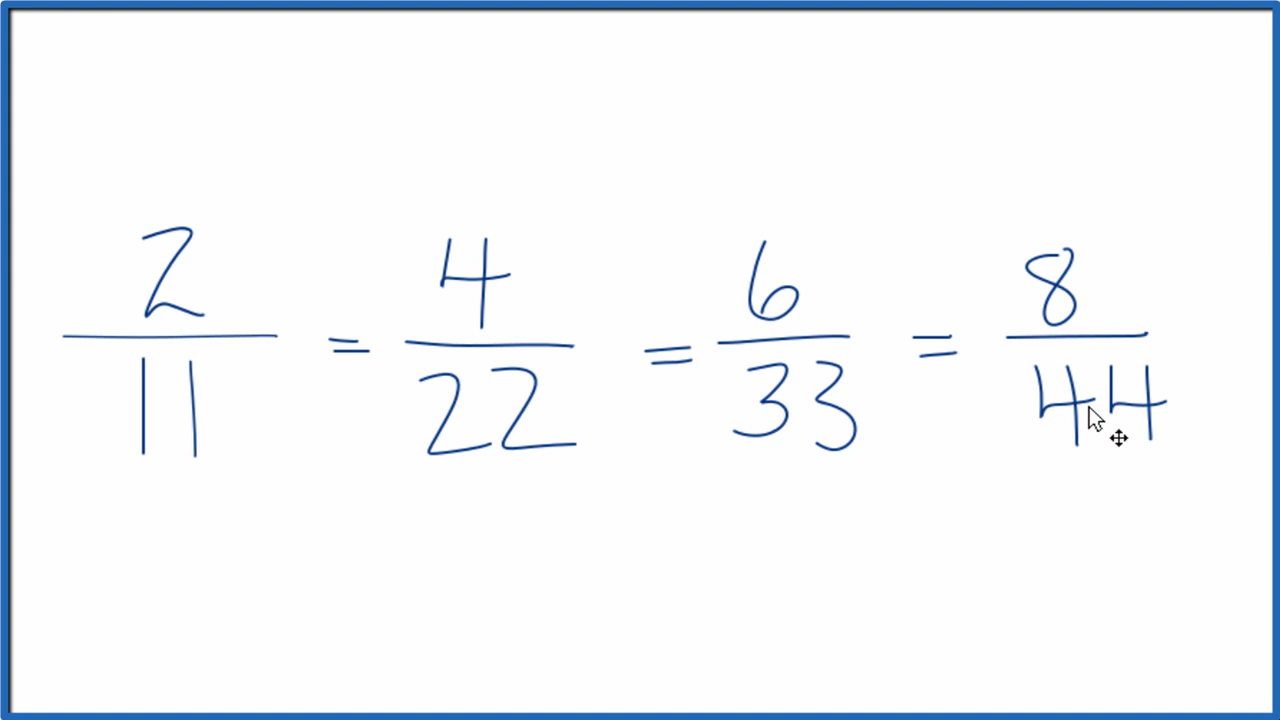 2/11 = 4/22 = 6/33 = 8/44